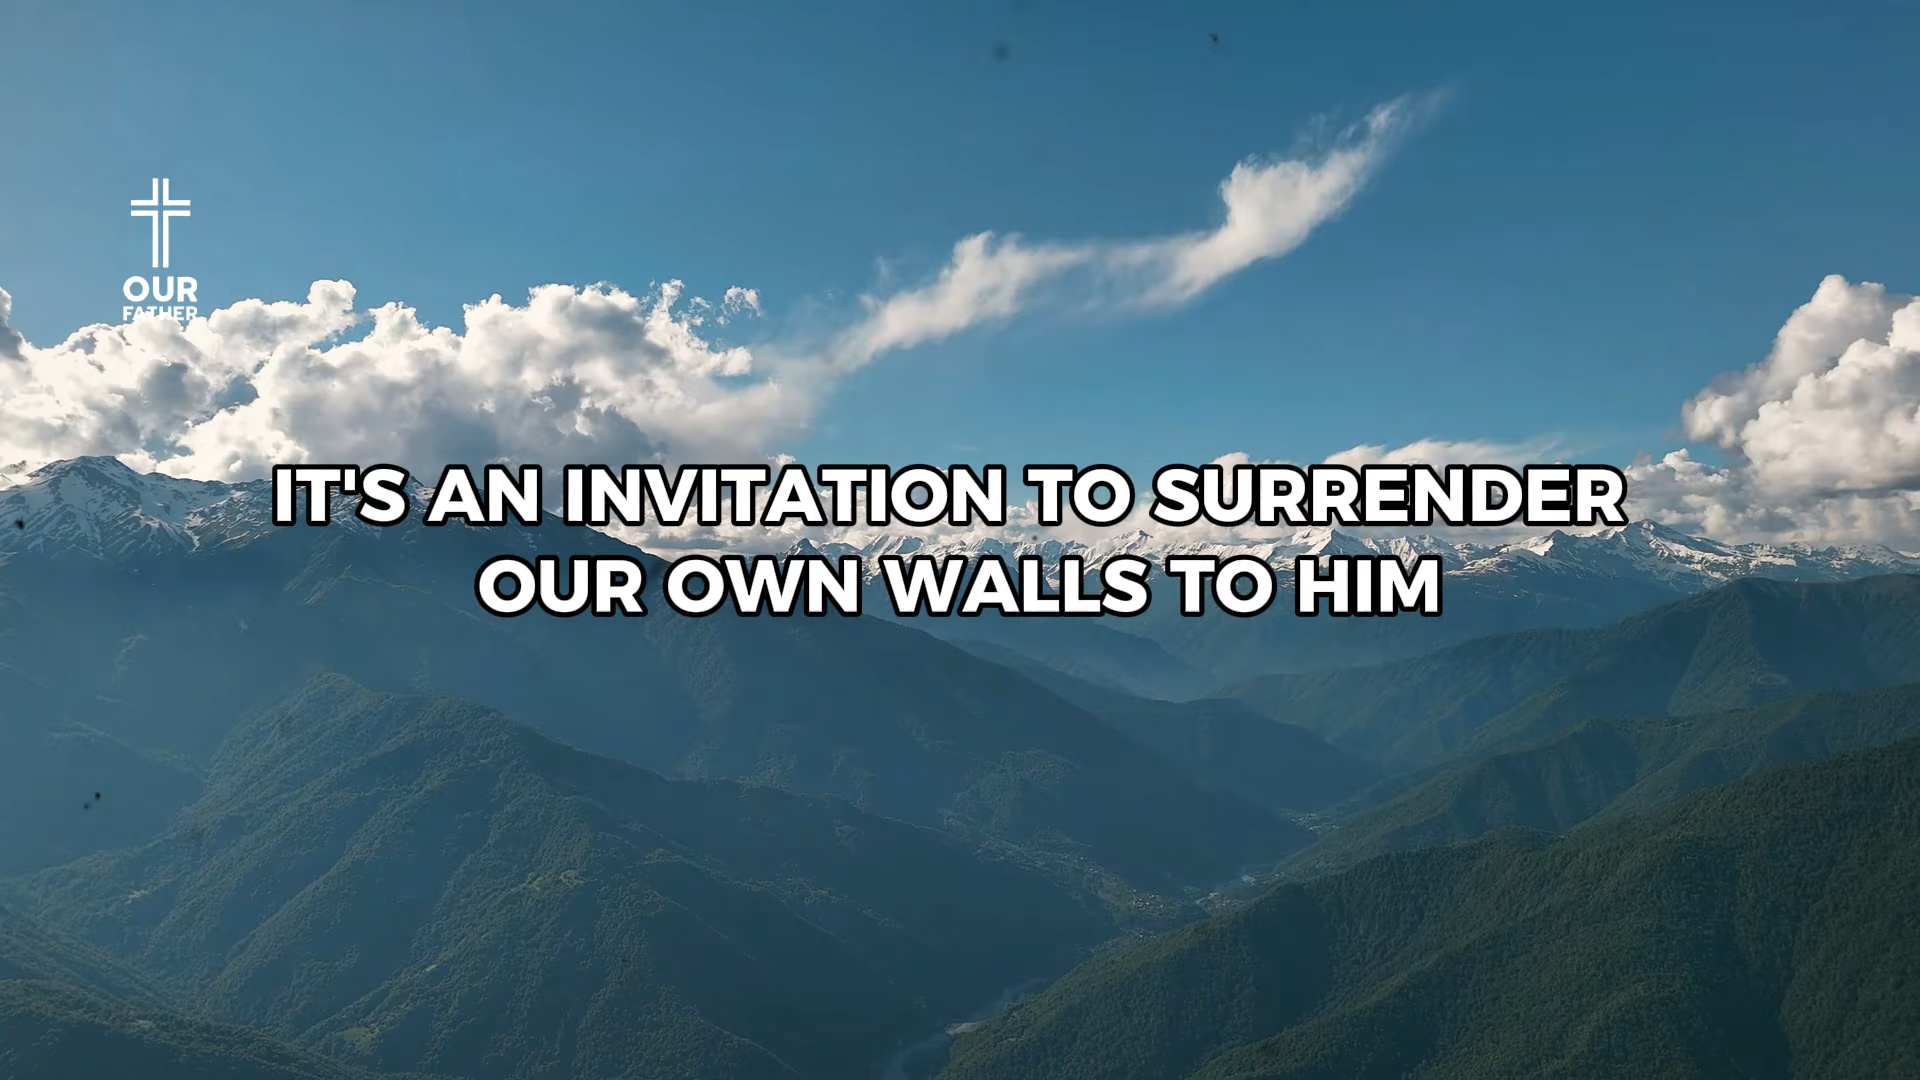 OUR
FATHER
IT'S AN INVITATION TO SURRENDER
OUR OWN WALLS TO HIM